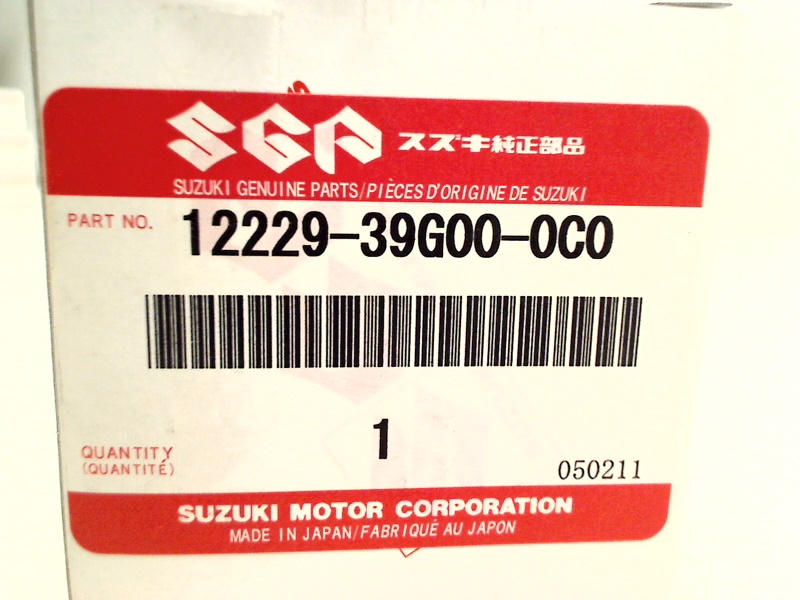 SGP スズキ純正部品
SUZUKI GENUINE PARTS/PIÈCES D'ORIGINE DE SUZUKI
PART NO. 12229-39G00-0C0
1
QUANTITY
(QUANTITÉ)
050211
SUZUKI MOTOR CORPORATION
MADE IN JAPAN/FABRIQUÉ AU JAPON